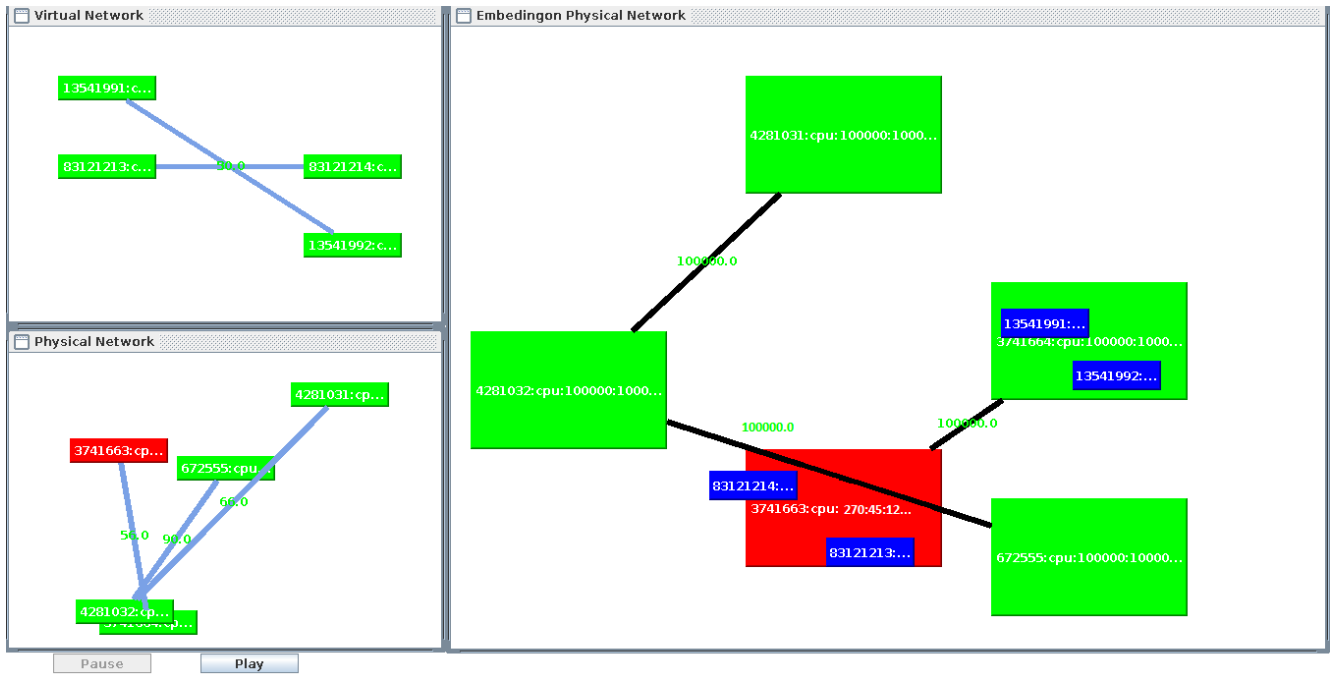 Virtual Network
13541991:c...
83121213:c...
90.0
83121214:c...
13541992:c...
Physical Network
4281031:cp...
3741663:cp...
672555:cpu...
66.0
90.0
4281032:cp...
Pause
Play
Embedingon Physical Network
4281031:cpu:100000:1000...
100000.0
13541991:...
3741664:cpu:100000:1000...
13541992:...
4281032:cpu:100000:1000...
100000.0
100000.0
83121214:...
3741663:cpu: 270:45:12...
83121213:...
672555:cpu:100000:10000...